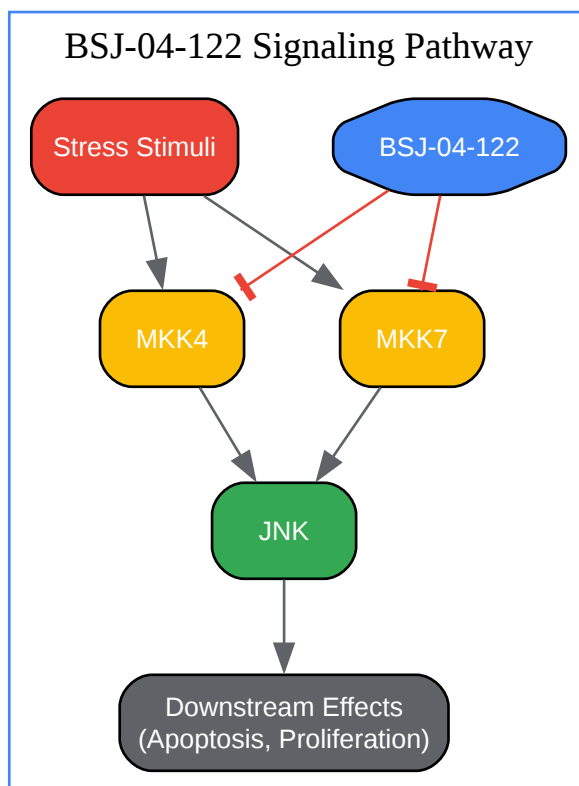 BSJ-04-122 Signaling Pathway
Stress Stimuli
BSJ-04-122
MKK4
MKK7
JNK
Downstream Effects
(Apoptosis, Proliferation)